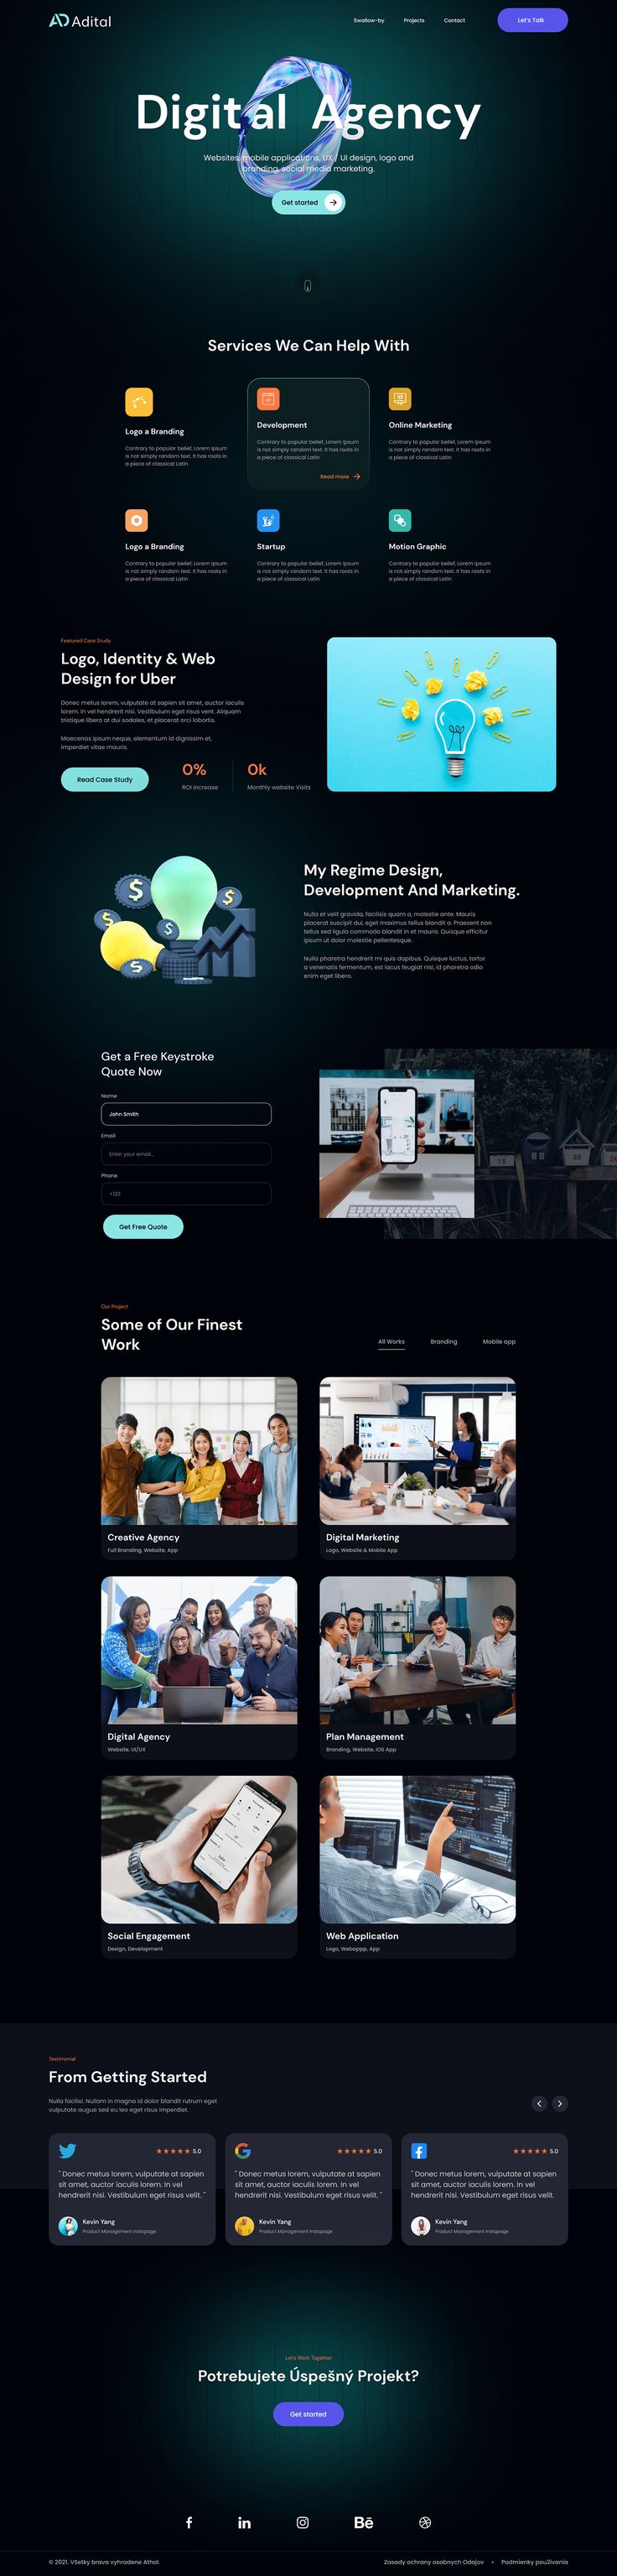 AD Adital
Swallow-by Projects Contact Let's Talk
Digital Agency
Websites, mobile applications, UX / UI design, logo and
branding, social media marketing.
Get started
Services We Can Help With
Logo a Branding
Contrary to popular belief, Lorem Ipsum
is not simply random text. It has roots in
a piece of classical Latin
Development
Contrary to popular belief, Lorem Ipsum
is not simply random text. It has roots in
a piece of classical Latin
Read more
Online Marketing
Contrary to popular belief, Lorem Ipsum
is not simply random text. It has roots in
a piece of classical Latin
Logo a Branding
Contrary to popular belief, Lorem Ipsum
is not simply random text. It has roots in
a piece of classical Latin
Startup
Contrary to popular belief, Lorem Ipsum
is not simply random text. It has roots in
a piece of classical Latin
Motion Graphic
Contrary to popular belief, Lorem Ipsum
is not simply random text. It has roots in
a piece of classical Latin
Featured Case Study
Logo, Identity & Web
Design for Uber
Donec metus lorem, vulputate at sapien sit amet, auctor iaculis
lorem. In vel hendrerit nisi. Vestibulum eget risus velit. Aliquam
tristique libero at dui sodales, et placerat orci lobortis.
Maecenas ipsum neque, elementum id dignissim et,
imperdiet vitae mauris.
Read Case Study
0%
ROI increase
0k
Monthly website Visits
My Regime Design,
Development And Marketing.
Nulla et velit gravida, facilisis quam a, molestie ante. Mauris
placerat suscipit dui, eget maximus tellus blandit a. Praesent non
tellus sed ligula commodo blandit in et mauris. Quisque efficitur
ipsum ut dolor molestie pellentesque.
Nulla pharetra hendrerit mi quis dapibus. Quisque luctus, tortor
a venenatis fermentum, est lacus feugiat nisi, id pharetra odio
enim eget libero.
Get a Free Keystroke
Quote Now
Name
John Smith
Email
Enter your email...
Phone
+123
Get Free Quote
Our Project
Some of Our Finest
Work
All Works Branding Mobile app
Creative Agency
Full Branding, Website, App
Digital Marketing
Logo, Website & Mobile App
Digital Agency
Website, UI/UX
Plan Management
Branding, Website, IOS App
Social Engagement
Design, Development
Web Application
Logo, Webappp, App
Testimonial
From Getting Started
Nulla facilisi. Nullam in magna id dolor blandit rutrum eget
vulputate augue sed eu leo eget risus imperdiet.
5.0
" Donec metus lorem, vulputate at sapien
sit amet, auctor iaculis lorem. In vel
hendrerit nisi. Vestibulum eget risus velit. "
Kevin Yang
Product Management Instapage
5.0
" Donec metus lorem, vulputate at sapien
sit amet, auctor iaculis lorem. In vel
hendrerit nisi. Vestibulum eget risus velit. "
Kevin Yang
Product Management Instapage
5.0
" Donec metus lorem, vulputate at sapien
sit amet, auctor iaculis lorem. In vel
hendrerit nisi. Vestibulum eget risus velit.
Kevin Yang
Product Management Instapage
Let's Work Together
Potrebujete Úspešný Projekt?
Get started
© 2021. VSetky brava vyhradene Athol.
Zasady ochrany osobnych Odajov • Podmienky používania